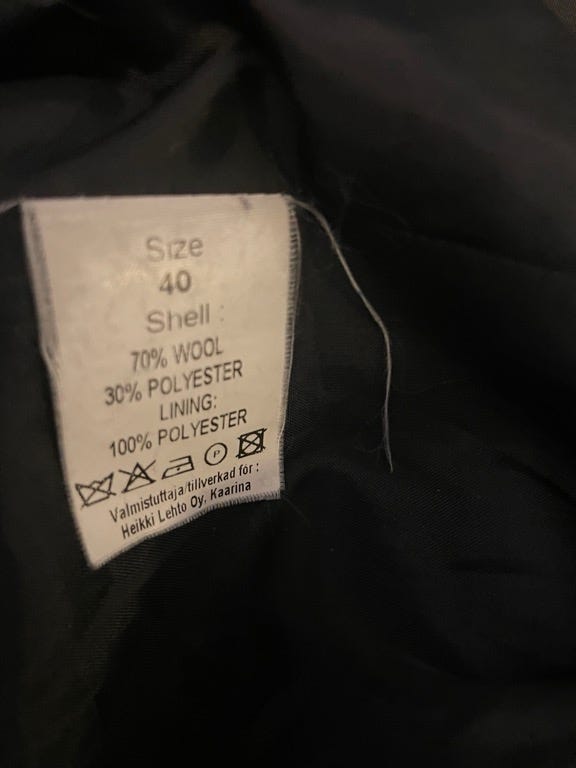 Size
40
Shell :
70% WOOL
30% POLYESTER
LINING:
100% POLYESTER
P
Valmistuttaja/tillverkad för :
Heikki Lehto Oy, Kaarina